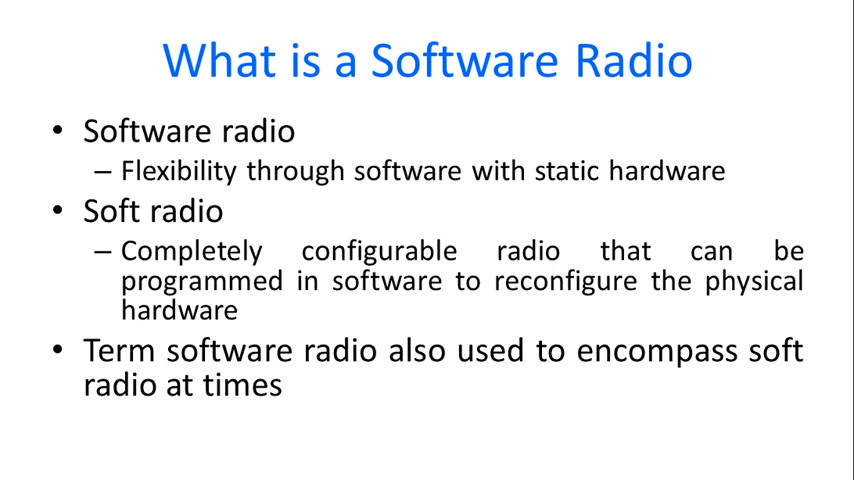 What is a Software Radio
• Software radio
– Flexibility through software with static hardware
• Soft radio
– Completely configurable radio that can be
programmed in software to reconfigure the physical
hardware
• Term software radio also used to encompass soft
radio at times